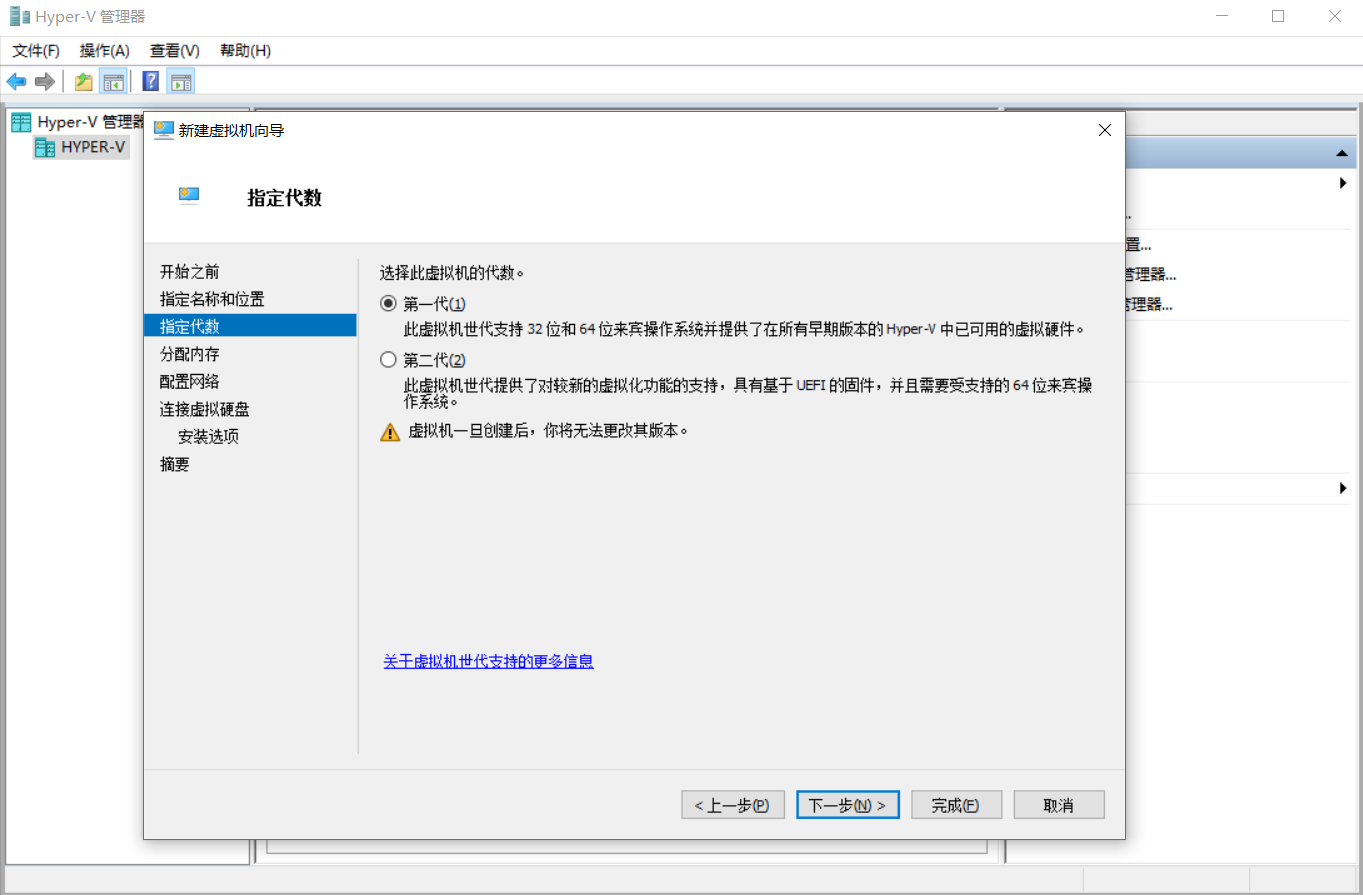 Hyper-V 管理器
文件(F) 操作(A) 查看(V) 帮助(H)
Hyper-V 管理器
HYPER-V
新建虚拟机向导
指定代数
开始之前
指定名称和位置
指定代数
分配内存
配置网络
连接虚拟硬盘
安装选项
摘要
选择此虚拟机的代数。
第一代(1)
此虚拟机世代支持 32 位和 64 位来宾操作系统并提供了在所有早期版本的 Hyper-V 中已可用的虚拟硬件。
第二代(2)
此虚拟机世代提供了对较新的虚拟化功能的支持，具有基于 UEFI 的固件，并且需要受支持的 64 位来宾操
作系统。
虚拟机一旦创建后，你将无法更改其版本。
关于虚拟机世代支持的更多信息
< 上一步(P)
下一步(N) >
完成(F)
取消
..
置...
管理器...
管理器...